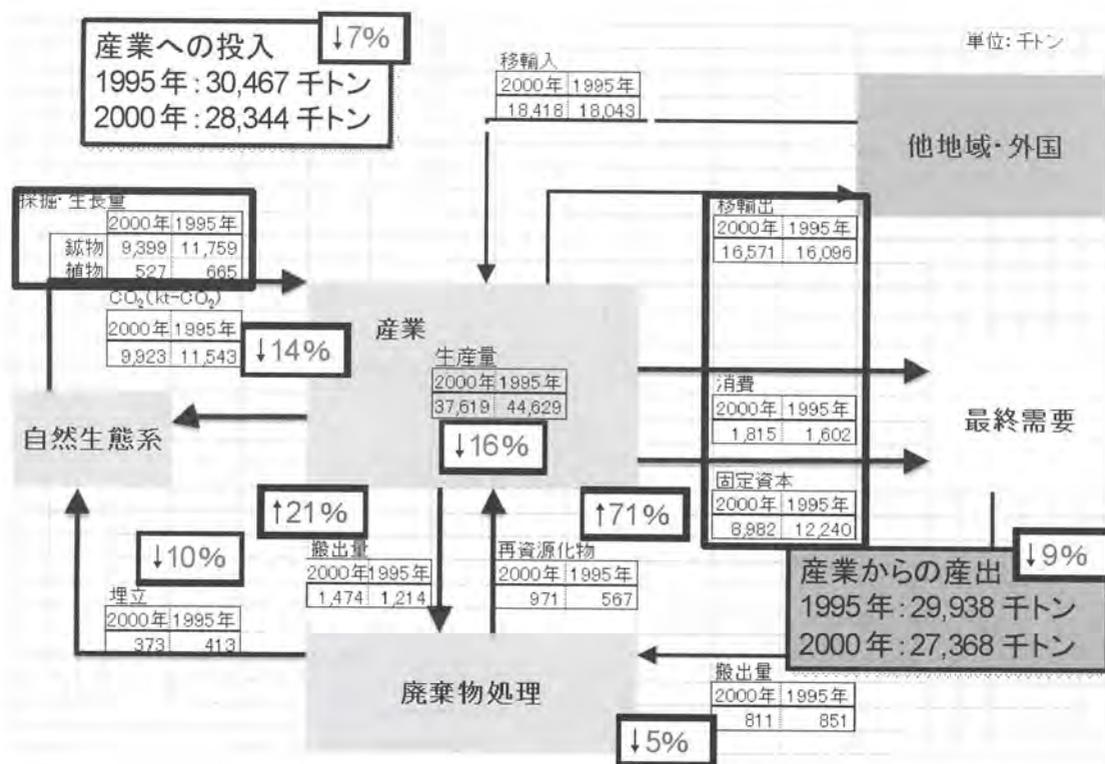 産業への投入
↓7%
1995年：30,467 千トン
2000年：28,344 千トン
単位：千トン
移輸入
2000年 1995年
18,418 18,043
他地域・外国
採掘・生長量
2000年 1995年
鉱物 9,399 11,759
植物 527 665
移輸出
2000年 1995年
16,571 16,096
CO₂(kt-CO₂)
2000年 1995年
9,923 11,543
↓14%
産業
生産量
2000年 1995年
37,619 44,629
↓16%
消費
2000年 1995年
1,815 1,602
最終需要
自然生態系
固定資本
2000年 1995年
8,982 12,240
↑21%
↑71%
↓10%
搬出量
2000年 1995年
1,474 1,214
再資源化物
2000年 1995年
971 567
産業からの産出
↓9%
1995年：29,938 千トン
2000年：27,368 千トン
埋立
2000年 1995年
373 413
廃棄物処理
搬出量
2000年 1995年
811 851
↓5%